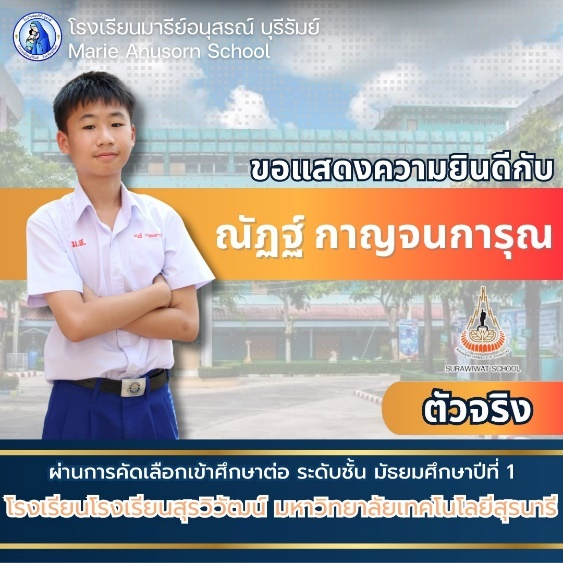 โรงเรียนมารีย์อนุสรณ์ บุรีรัมย์
Marie Anusorn School
ขอแสดงความยินดีกับ
ณัฏฐ์ กาญจนการุณ
ม.ส.
SURAWIWAT SCHOOL
ตัวจริง
ผ่านการคัดเลือกเข้าศึกษาต่อ ระดับชั้น มัธยมศึกษาปีที่ 1
โรงเรียนโรงเรียนสุรวิวัฒน์ มหาวิทยาลัยเทคโนโลยีสุรนารี